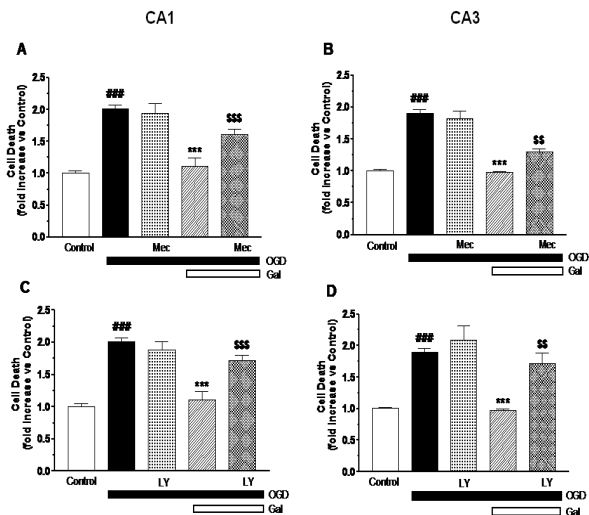 CA1
CA3
A
Cell Death
(fold increase vs Control)
2.5
2.0
1.5
1.0
0.5
0.0
###
***
$$$
Control
Mec
Mec
OGD
Gal
B
Cell Death
(fold increase vs Control)
2.5
2.0
1.5
1.0
0.5
0.0
###
***
$$
Control
Mec
Mec
OGD
Gal
C
Cell Death
(fold increase vs Control)
2.5
2.0
1.5
1.0
0.5
0.0
###
***
$$$
Control
LY
LY
OGD
Gal
D
Cell Death
(fold increase vs Control)
2.5
2.0
1.5
1.0
0.5
0.0
###
***
$$
Control
LY
LY
OGD
Gal